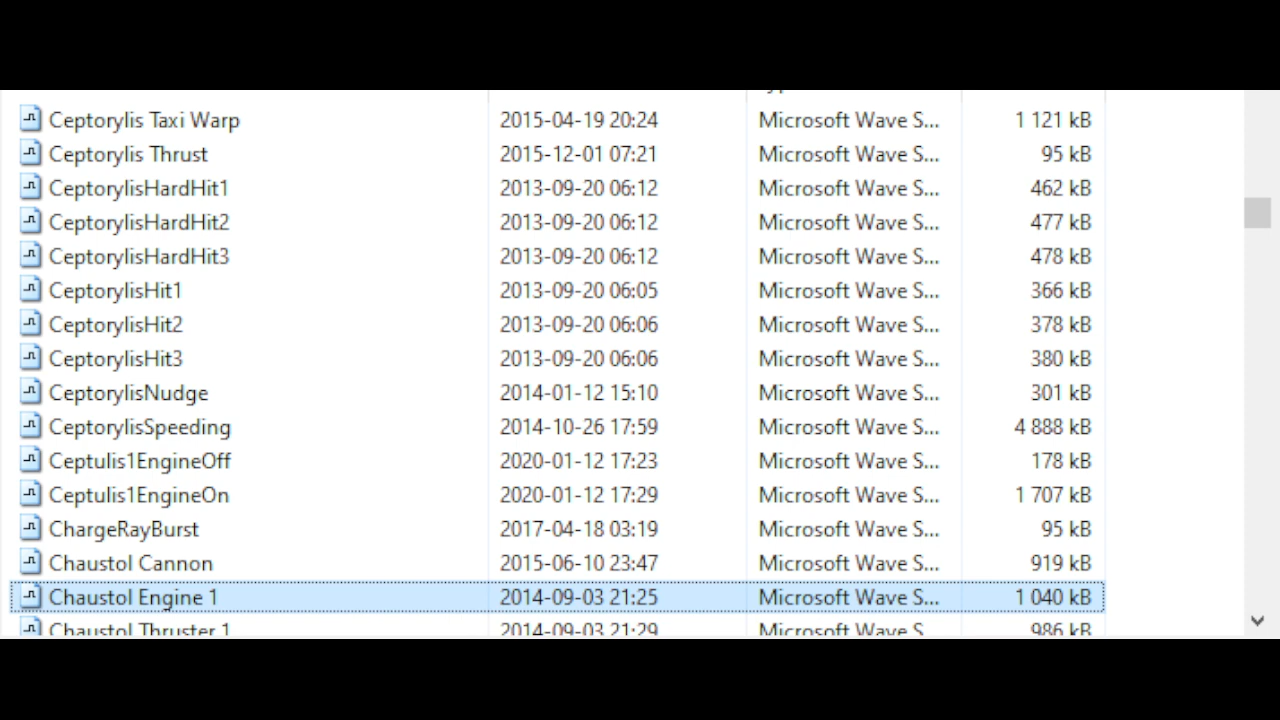 Ceptorylis Taxi Warp 2015-04-19 20:24 Microsoft Wave S... 1 121 kB
Ceptorylis Thrust 2015-12-01 07:21 Microsoft Wave S... 95 kB
CeptorylisHardHit1 2013-09-20 06:12 Microsoft Wave S... 462 kB
CeptorylisHardHit2 2013-09-20 06:12 Microsoft Wave S... 477 kB
CeptorylisHardHit3 2013-09-20 06:12 Microsoft Wave S... 478 kB
CeptorylisHit1 2013-09-20 06:05 Microsoft Wave S... 366 kB
CeptorylisHit2 2013-09-20 06:06 Microsoft Wave S... 378 kB
CeptorylisHit3 2013-09-20 06:06 Microsoft Wave S... 380 kB
CeptorylisNudge 2014-01-12 15:10 Microsoft Wave S... 301 kB
CeptorylisSpeeding 2014-10-26 17:59 Microsoft Wave S... 4 888 kB
Ceptulis1EngineOff 2020-01-12 17:23 Microsoft Wave S... 178 kB
Ceptulis1EngineOn 2020-01-12 17:29 Microsoft Wave S... 1 707 kB
ChargeRayBurst 2017-04-18 03:19 Microsoft Wave S... 95 kB
Chaustol Cannon 2015-06-10 23:47 Microsoft Wave S... 919 kB
Chaustol Engine 1 2014-09-03 21:25 Microsoft Wave S... 1 040 kB
Chaustol Thruster 1 2014-09-03 21:29 Microsoft Wave S 986 kB